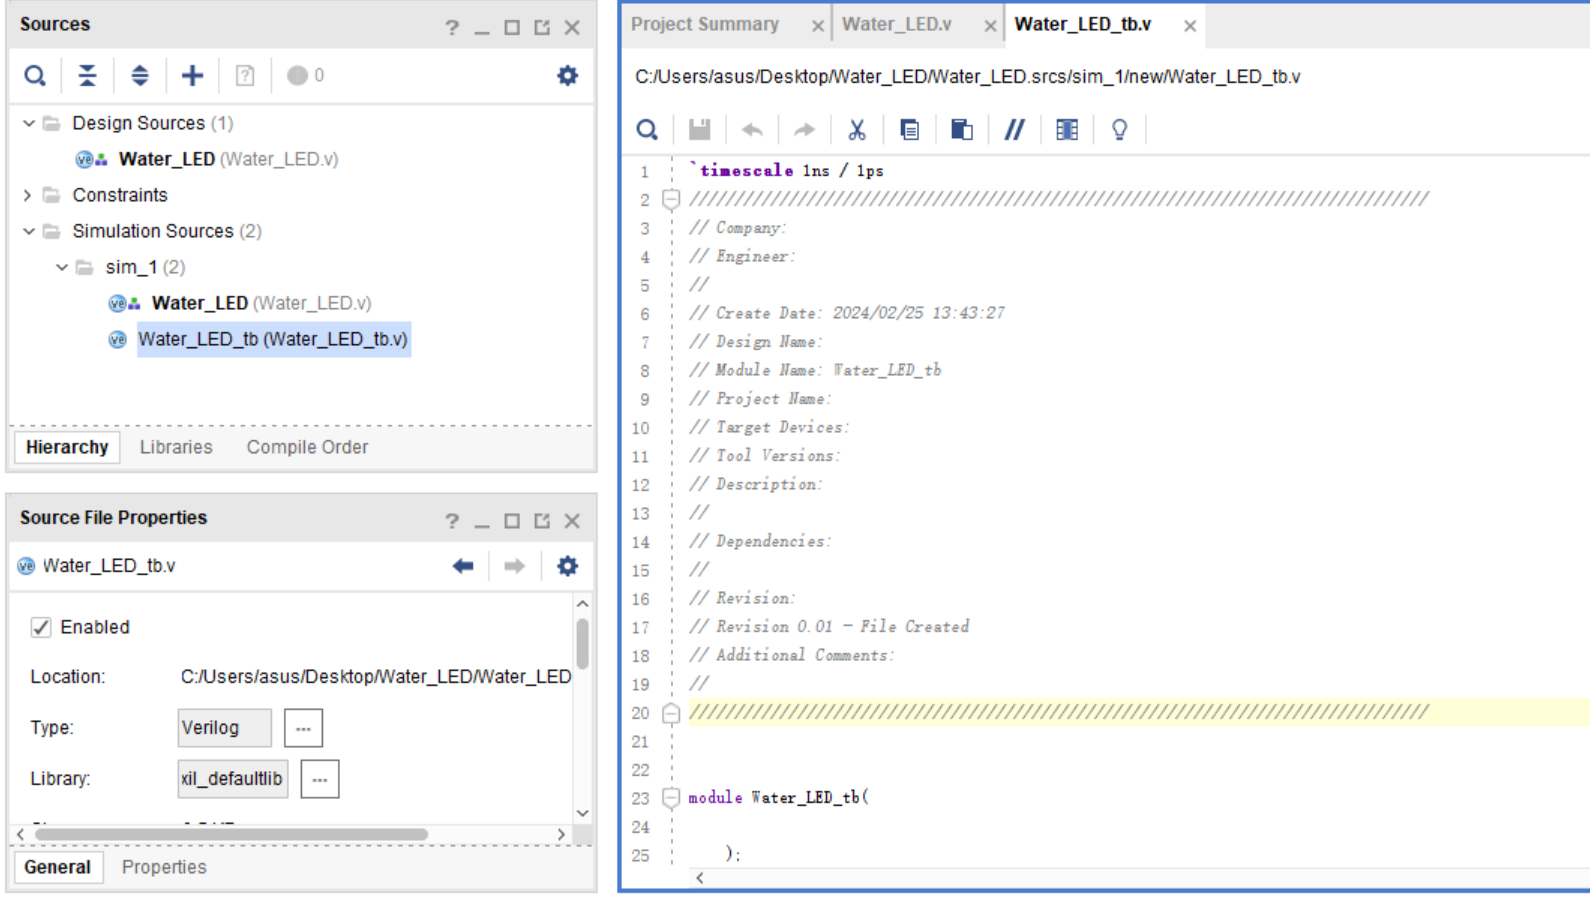 Sources
0
Design Sources (1)
Water_LED (Water_LED.v)
Constraints
Simulation Sources (2)
sim_1 (2)
Water_LED (Water_LED.v)
Water_LED_tb (Water_LED_tb.v)
Hierarchy Libraries Compile Order
Source File Properties
Water_LED_tb.v
Enabled
Location: C:/Users/asus/Desktop/Water_LED/Water_LED
Type: Verilog ...
Library: xil_defaultlib ...
General Properties
Project Summary Water_LED.v Water_LED_tb.v
C:/Users/asus/Desktop/Water_LED/Water_LED.srcs/sim_1/new/Water_LED_tb.v
1 `timescale 1ns / 1ps
2 //////////////////////////////////////////////////////////////////////////////////
3 // Company:
4 // Engineer:
5 //
6 // Create Date: 2024/02/25 13:43:27
7 // Design Name:
8 // Module Name: Water_LED_tb
9 // Project Name:
10 // Target Devices:
11 // Tool Versions:
12 // Description:
13 //
14 // Dependencies:
15 //
16 // Revision:
17 // Revision 0.01 - File Created
18 // Additional Comments:
19 //
20 //////////////////////////////////////////////////////////////////////////////////
21
22
23 module Water_LED_tb(
24
25 );